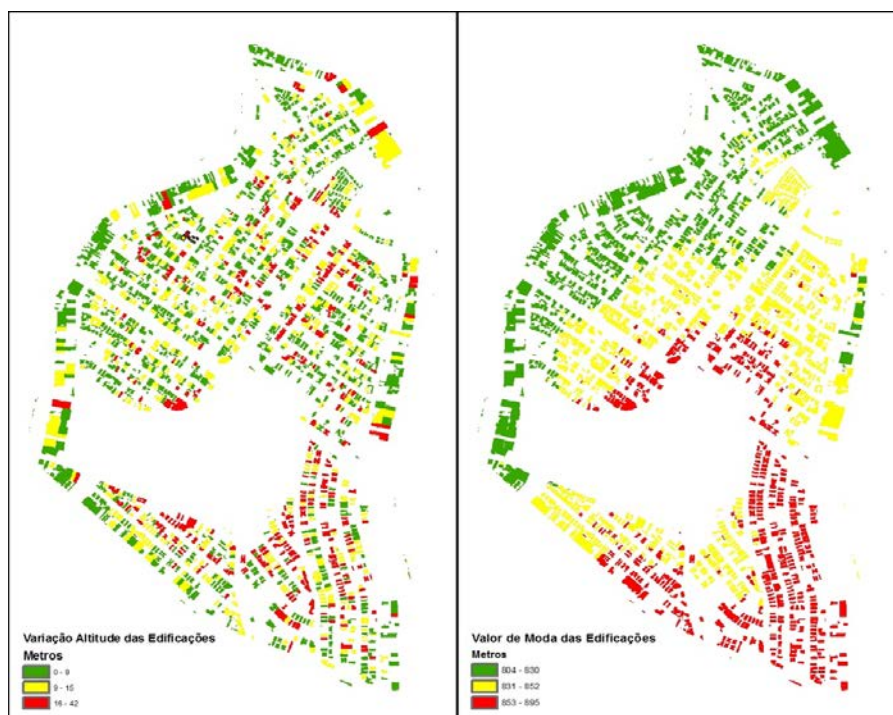 Variação Altitude das Edificações
Metros
0 - 8
9 - 15
16 - 42
Valor de Moda das Edificações
Metros
804 - 830
831 - 852
853 - 895